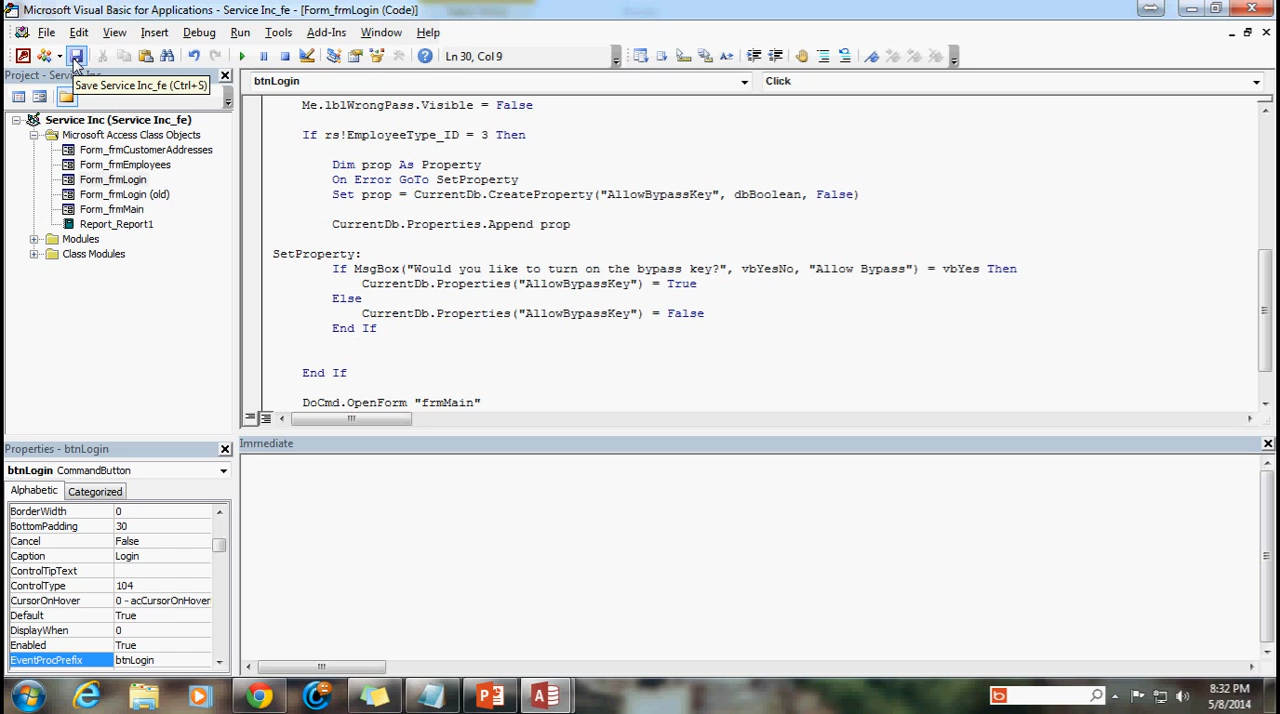 Microsoft Visual Basic for Applications - Service Inc_fe - [Form_frmLogin (Code)]
File Edit View Insert Format Debug Run Tools Add-Ins Window Help
Ln 30, Col 9
Project - Service Inc
Save Service Inc_fe (Ctrl+S)
btnLogin Click
Service Inc (Service Inc_fe)
Microsoft Access Class Objects
Form_frmCustomerAddresses
Form_frmEmployees
Form_frmLogin
Form_frmLogin (old)
Form_frmMain
Report_Report1
Modules
Class Modules
Me.lblWrongPass.Visible = False
If rs!EmployeeType_ID = 3 Then
Dim prop As Property
On Error GoTo SetProperty
Set prop = CurrentDb.CreateProperty("AllowBypassKey", dbBoolean, False)
CurrentDb.Properties.Append prop
SetProperty:
If MsgBox("Would you like to turn on the bypass key?", vbYesNo, "Allow Bypass") = vbYes Then
CurrentDb.Properties("AllowBypassKey") = True
Else
CurrentDb.Properties("AllowBypassKey") = False
End If
End If
DoCmd.OpenForm "frmMain"
Properties - btnLogin
btnLogin CommandButton
Alphabetic Categorized
BorderWidth 0
BottomPadding 30
Cancel False
Caption Login
ControlTipText
ControlType 104
CursorOnHover 0 - acCursorOnHover
Default True
DisplayWhen 0
Enabled True
EventProcPrefix btnLogin
Immediate
8:32 PM
5/8/2014